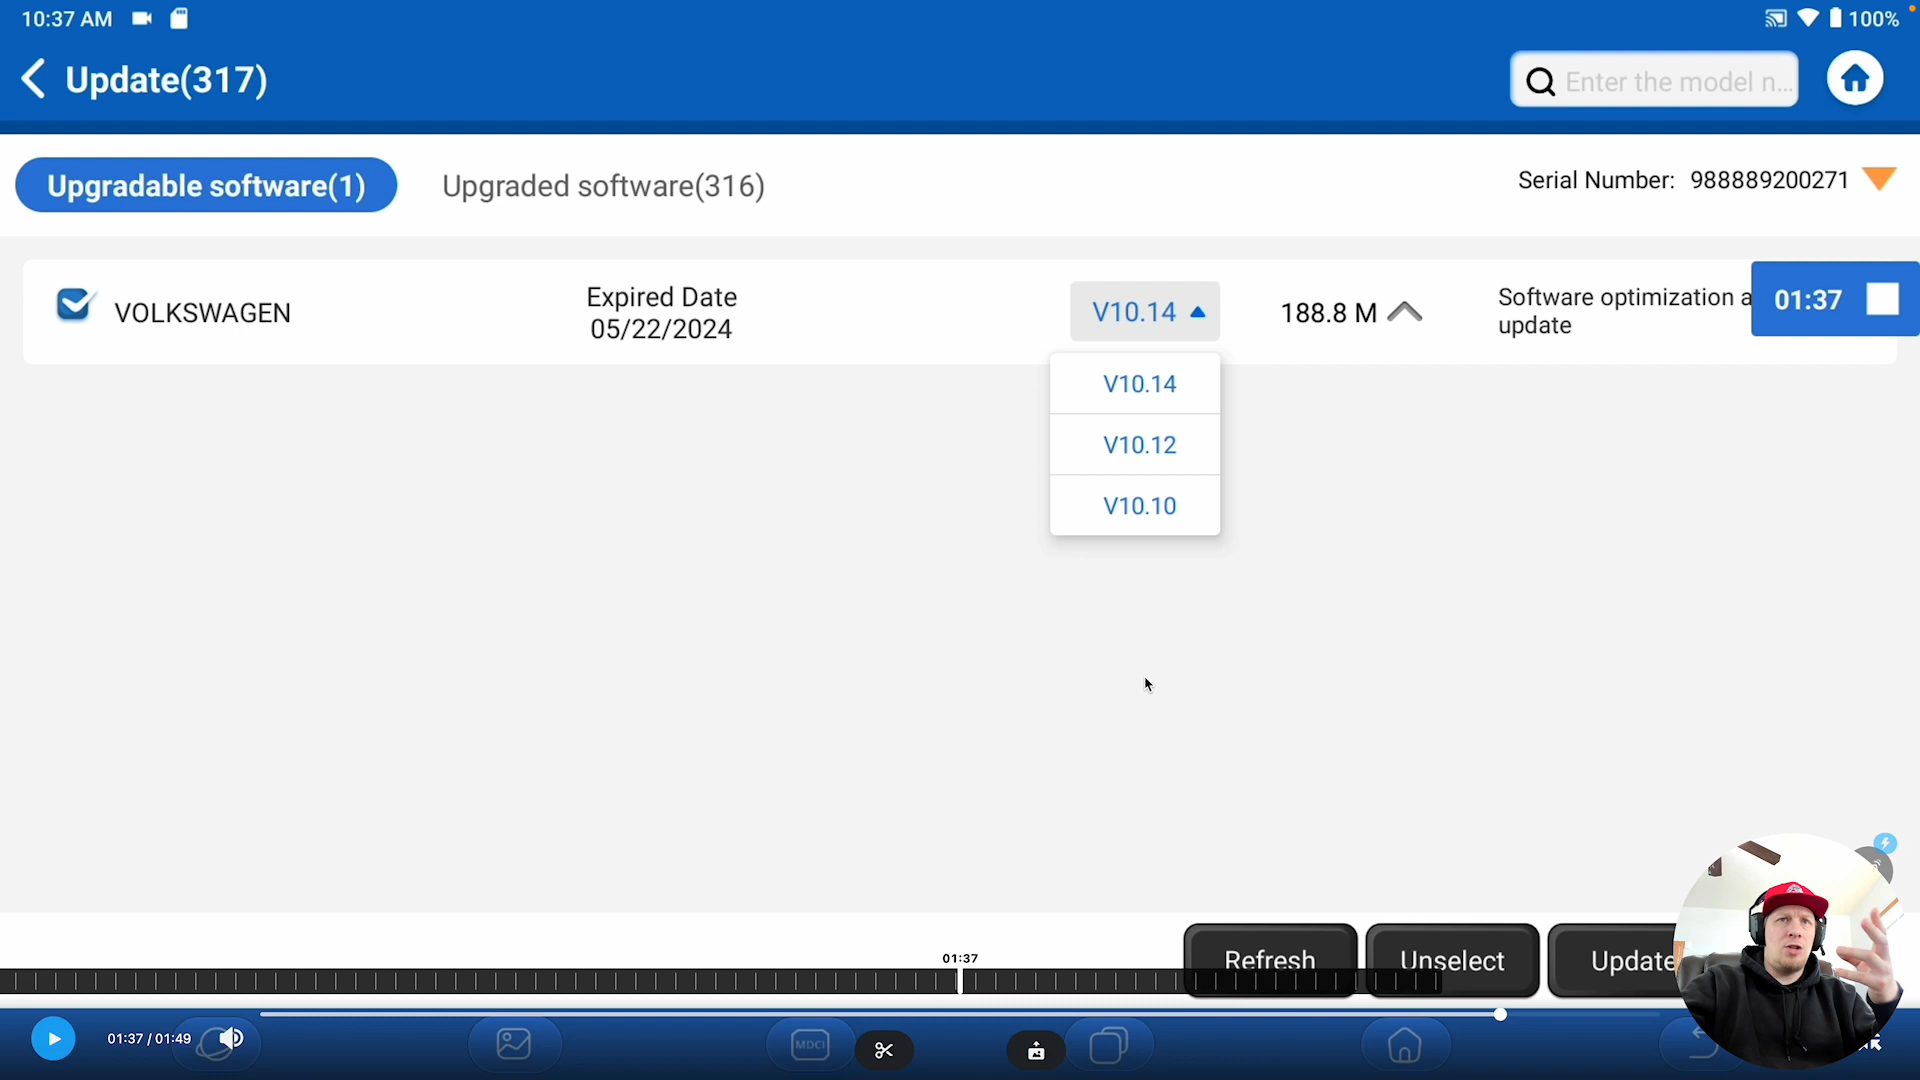 10:37 AM
100%
Update(317)
Enter the model n...
Upgradable software(1)
Upgraded software(316)
Serial Number: 988889200271
VOLKSWAGEN
Expired Date
05/22/2024
V10.14
188.8 M
Software optimization a
update
01:37
V10.14
V10.12
V10.10
Refresh
Unselect
Update
01:37
01:37 / 01:49
MDCI